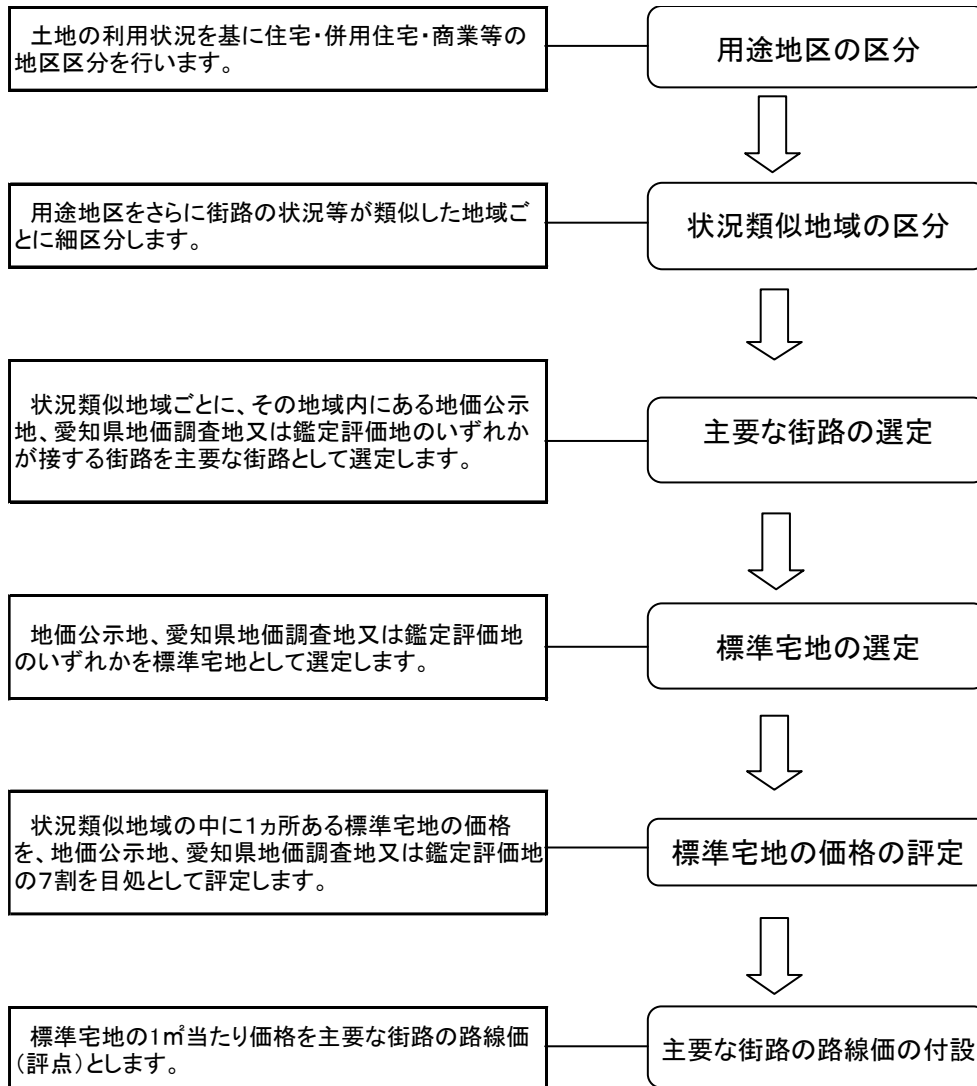 土地の利用状況を基に住宅・併用住宅・商業等の
地区区分を行います。
用途地区の区分
用途地区をさらに街路の状況等が類似した地域ご
とに細区分します。
状況類似地域の区分
状況類似地域ごとに、その地域内にある地価公示
地、愛知県地価調査地又は鑑定評価地のいずれか
が接する街路を主要な街路として選定します。
主要な街路の選定
地価公示地、愛知県地価調査地又は鑑定評価地
のいずれかを標準宅地として選定します。
標準宅地の選定
状況類似地域の中に1ヵ所ある標準宅地の価格
を、地価公示地、愛知県地価調査地又は鑑定評価地
の7割を目処として評定します。
標準宅地の価格の評定
標準宅地の1㎡当たり価格を主要な街路の路線価
(評点)とします。
主要な街路の路線価の付設